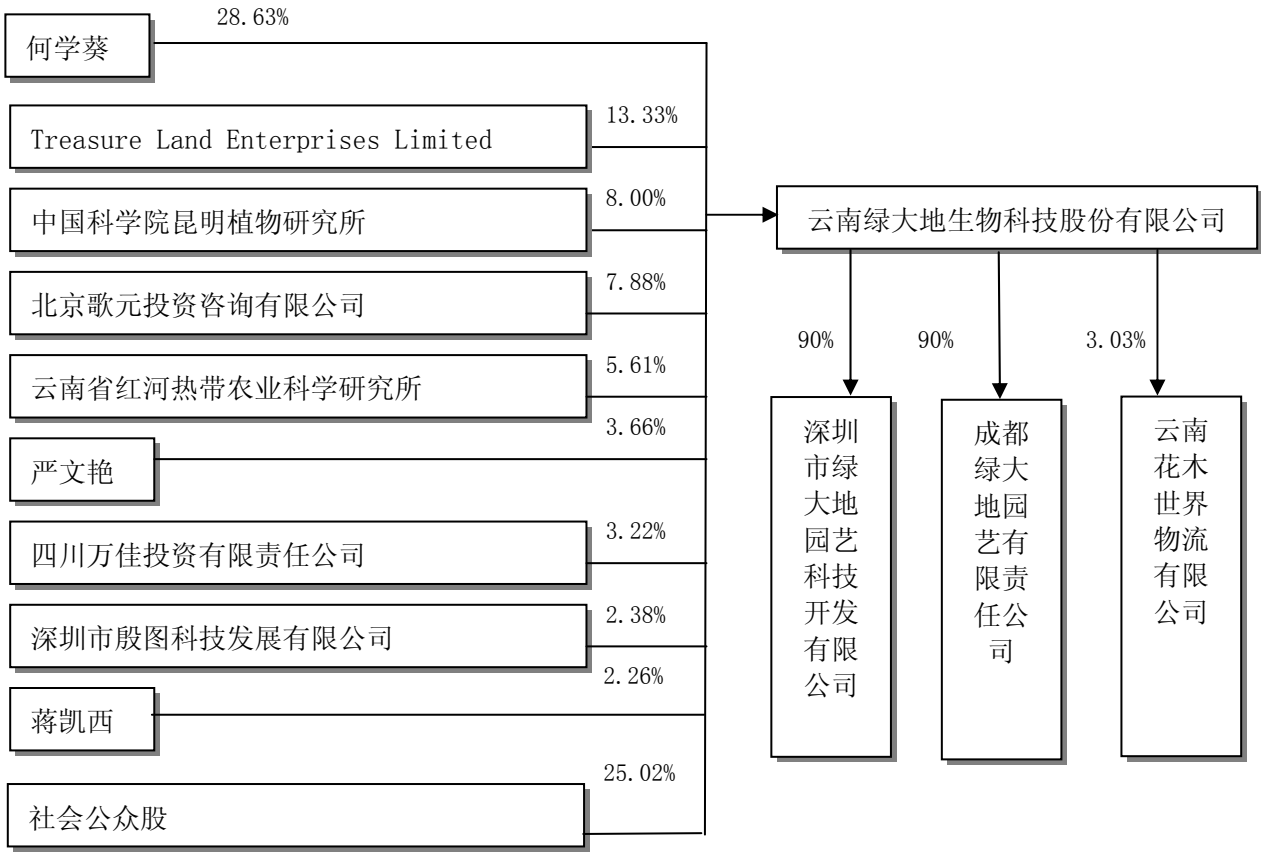 28.63%
何学葵
13.33%
Treasure Land Enterprises Limited
8.00%
中国科学院昆明植物研究所
7.88%
北京歌元投资咨询有限公司
5.61%
云南省红河热带农业科学研究所
3.66%
严文艳
3.22%
四川万佳投资有限责任公司
2.38%
深圳市殷图科技发展有限公司
2.26%
蒋凯西
25.02%
社会公众股
云南绿大地生物科技股份有限公司
90%
90%
3.03%
深圳
市绿
大地
园艺
科技
开发
有限
公司
成都
绿大
地园
艺有
限责
任公
司
云南
花木
世界
物流
有限
公司